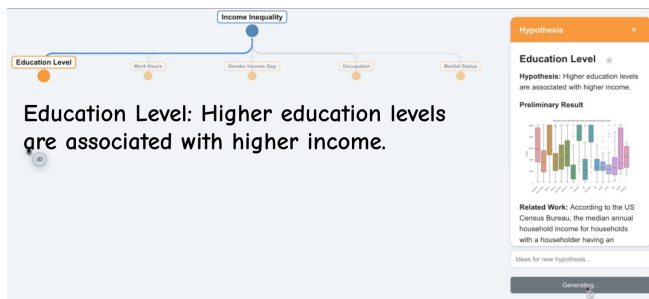 Income Inequality
Education Level
Work Hours
Gender Income Gap
Occupation
Marital Status
Education Level: Higher education levels
are associated with higher income.
JD
Hypothesis ×
Education Level
Hypothesis: Higher education levels
are associated with higher income.
Preliminary Result
Related Work: According to the US
Census Bureau, the median annual
household income for households
with a householder having an
Ideas for new hypothesis...
Generating...